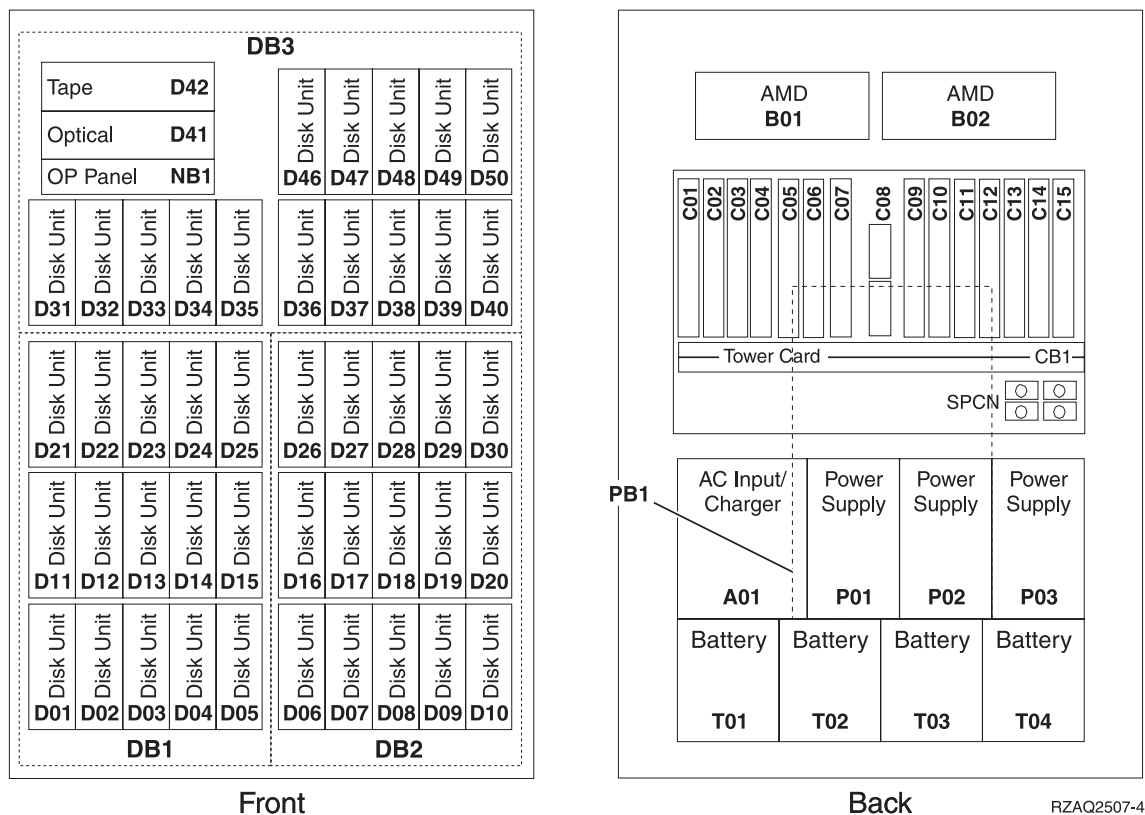 DB3
Tape D42
Optical D41
OP Panel NB1
Disk Unit Disk Unit Disk Unit Disk Unit Disk Unit
D46 D47 D48 D49 D50
Disk Unit Disk Unit Disk Unit Disk Unit Disk Unit Disk Unit Disk Unit Disk Unit Disk Unit Disk Unit
D31 D32 D33 D34 D35 D36 D37 D38 D39 D40
Disk Unit Disk Unit Disk Unit Disk Unit Disk Unit Disk Unit Disk Unit Disk Unit Disk Unit Disk Unit
D21 D22 D23 D24 D25 D26 D27 D28 D29 D30
Disk Unit Disk Unit Disk Unit Disk Unit Disk Unit Disk Unit Disk Unit Disk Unit Disk Unit Disk Unit
D11 D12 D13 D14 D15 D16 D17 D18 D19 D20
Disk Unit Disk Unit Disk Unit Disk Unit Disk Unit Disk Unit Disk Unit Disk Unit Disk Unit Disk Unit
D01 D02 D03 D04 D05 D06 D07 D08 D09 D10
DB1 DB2
Front
AMD AMD
B01 B02
C01 C02 C03 C04 C05 C06 C07 C08 C09 C10 C11 C12 C13 C14 C15
Tower Card CB1
SPCN
PB1
AC Input/ Power Power Power
Charger Supply Supply Supply
A01 P01 P02 P03
Battery Battery Battery Battery
T01 T02 T03 T04
Back
RZAQ2507-4